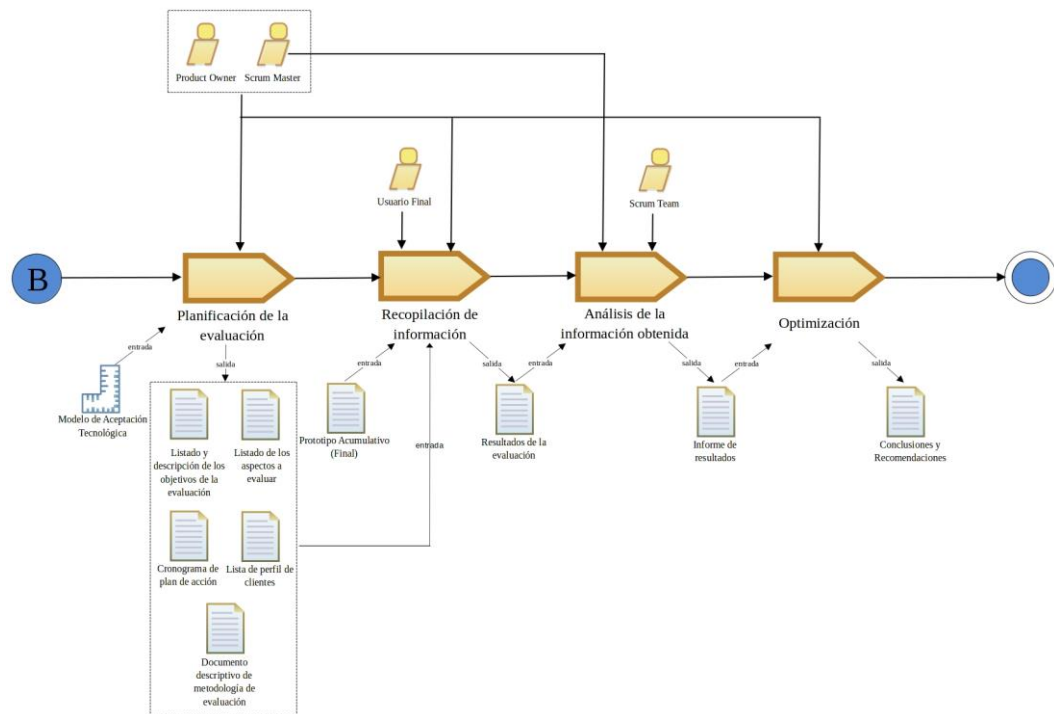 Product Owner
Scrum Master
Usuario Final
Scrum Team
B
Planificación de la
evaluación
Recopilación de
información
Análisis de la
información obtenida
Optimización
entrada
salida
entrada
entrada
salida
entrada
salida
entrada
salida
Modelo de Aceptación
Tecnológica
Listado y
descripción de los
objetivos de la
evaluación
Listado de los
aspectos a
evaluar
Prototipo Acumulativo
(Final)
Resultados de la
evaluación
Informe de
resultados
Conclusiones y
Recomendaciones
Cronograma de
plan de acción
Lista de perfil de
clientes
Documento
descriptivo de
metodología de
evaluación